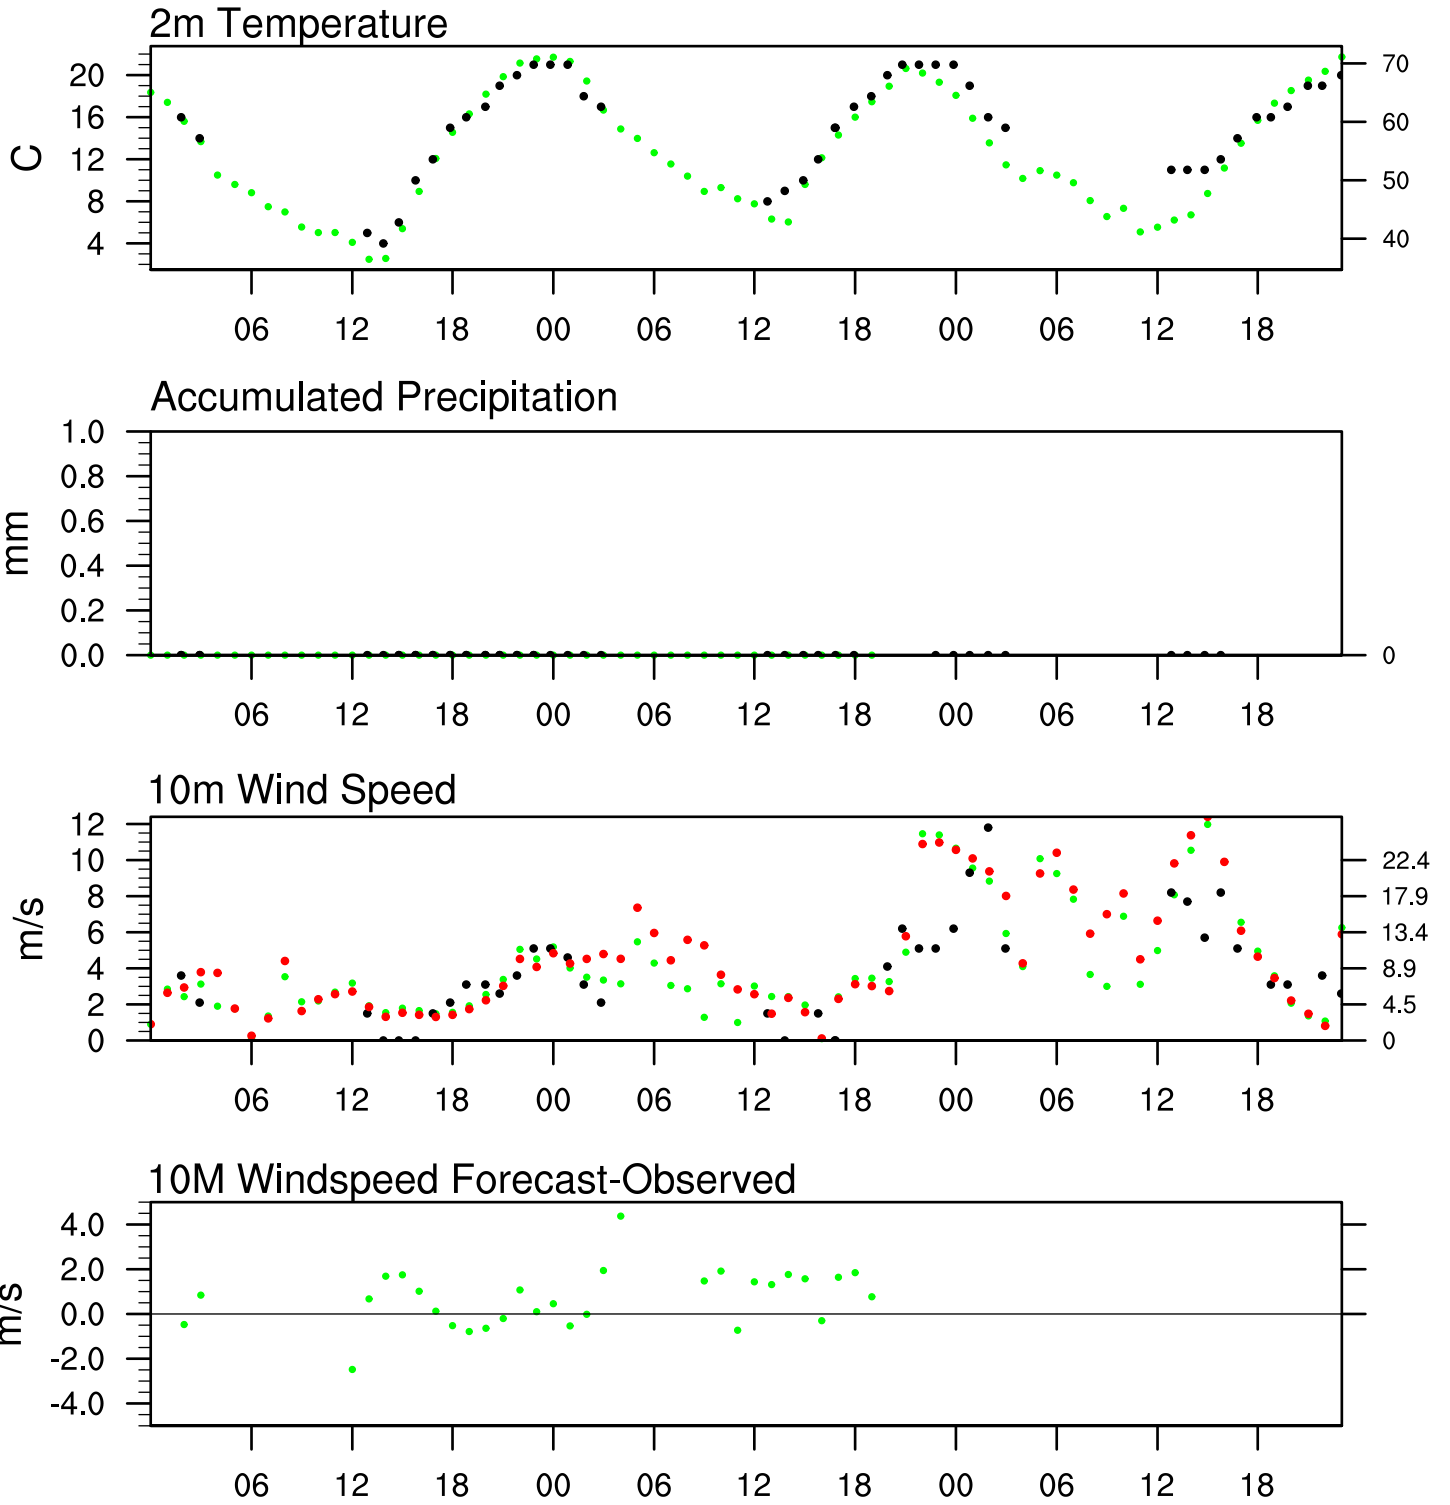 2m Temperature
20
16
12
8
4
C
70
60
50
40
06 12 18 00 06 12 18 00 06 12 18
Accumulated Precipitation
1.0
0.8
0.6
0.4
0.2
0.0
mm
0
06 12 18 00 06 12 18 00 06 12 18
10m Wind Speed
12
10
8
6
4
2
0
m/s
22.4
17.9
13.4
8.9
4.5
0
06 12 18 00 06 12 18 00 06 12 18
10M Windspeed Forecast-Observed
4.0
2.0
0.0
-2.0
-4.0
m/s
06 12 18 00 06 12 18 00 06 12 18